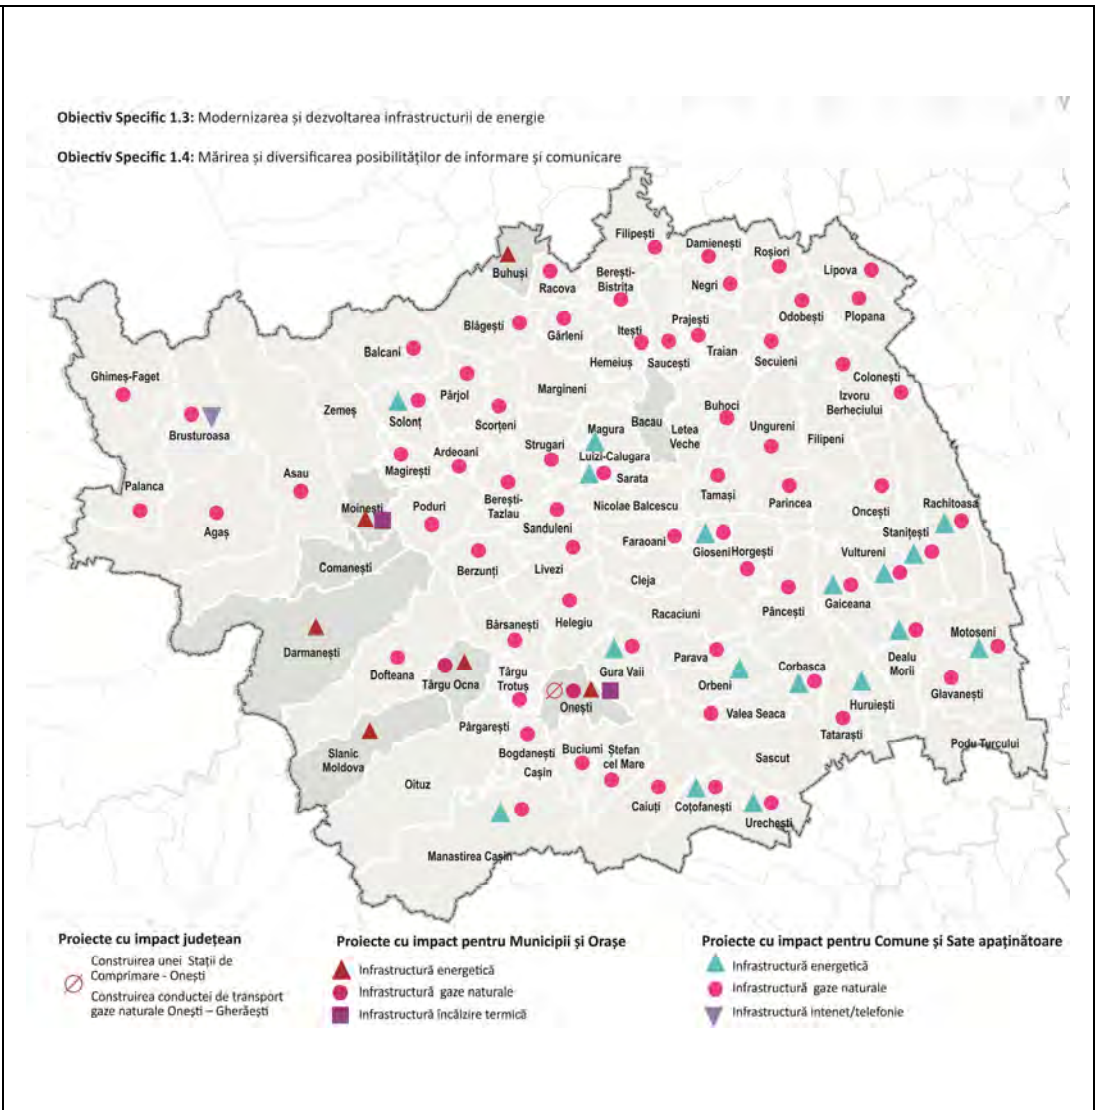 Obiectiv Specific 1.3: Modernizarea și dezvoltarea infrastructurii de energie
Obiectiv Specific 1.4: Mărirea și diversificarea posibilităților de informare și comunicare
Filipești
Damienești
Roșiori
Lipova
Buhuși
Racova
Berești-
Bistrița
Negri
Odobești
Plopana
Blăgești
Gârleni
Itești
Prajești
Traian
Balcani
Hemeiuș
Saucești
Secuieni
Colonești
Ghimeș-Faget
Pârjol
Margineni
Izvoru
Berheciului
Zemeș
Solonț
Scorțeni
Magura
Bacau
Buhoci
Letea
Veche
Ungureni
Filipeni
Brusturoasa
Strugari
Luizi-Calugara
Ardeoani
Magirești
Asau
Sarata
Palanca
Moinești
Poduri
Berești-
Tazlau
Nicolae Balcescu
Tamași
Parincea
Oncești
Rachitoasa
Agaș
Sanduleni
Stanițești
Faraoani
Gioseni
Horgești
Vultureni
Comanești
Berzunți
Livezi
Cleja
Gaiceana
Pâncești
Racaciuni
Helegiu
Bârsanești
Motoșeni
Darmanești
Dofteana
Târgu Ocna
Târgu
Trotuș
Gura Vaii
Parava
Orbeni
Corbasca
Dealu
Morii
Glavanești
Onești
Huruiești
Valea Seaca
Tatarași
Pârgarești
Slanic
Moldova
Bogdanești
Buciumi
Ștefan
cel Mare
Podu Turcului
Sascut
Oituz
Cașin
Caiuți
Coțofanești
Urechești
Manastirea Cașin
Proiecte cu impact județean
Construirea unei Stații de
Comprimare - Onești
Construirea conductei de transport
gaze naturale Onești – Gherăești
Proiecte cu impact pentru Municipii și Orașe
Infrastructură energetică
Infrastructură gaze naturale
Infrastructură încălzire termică
Proiecte cu impact pentru Comune și Sate apaținătoare
Infrastructură energetică
Infrastructură gaze naturale
Infrastructură intenet/telefonie